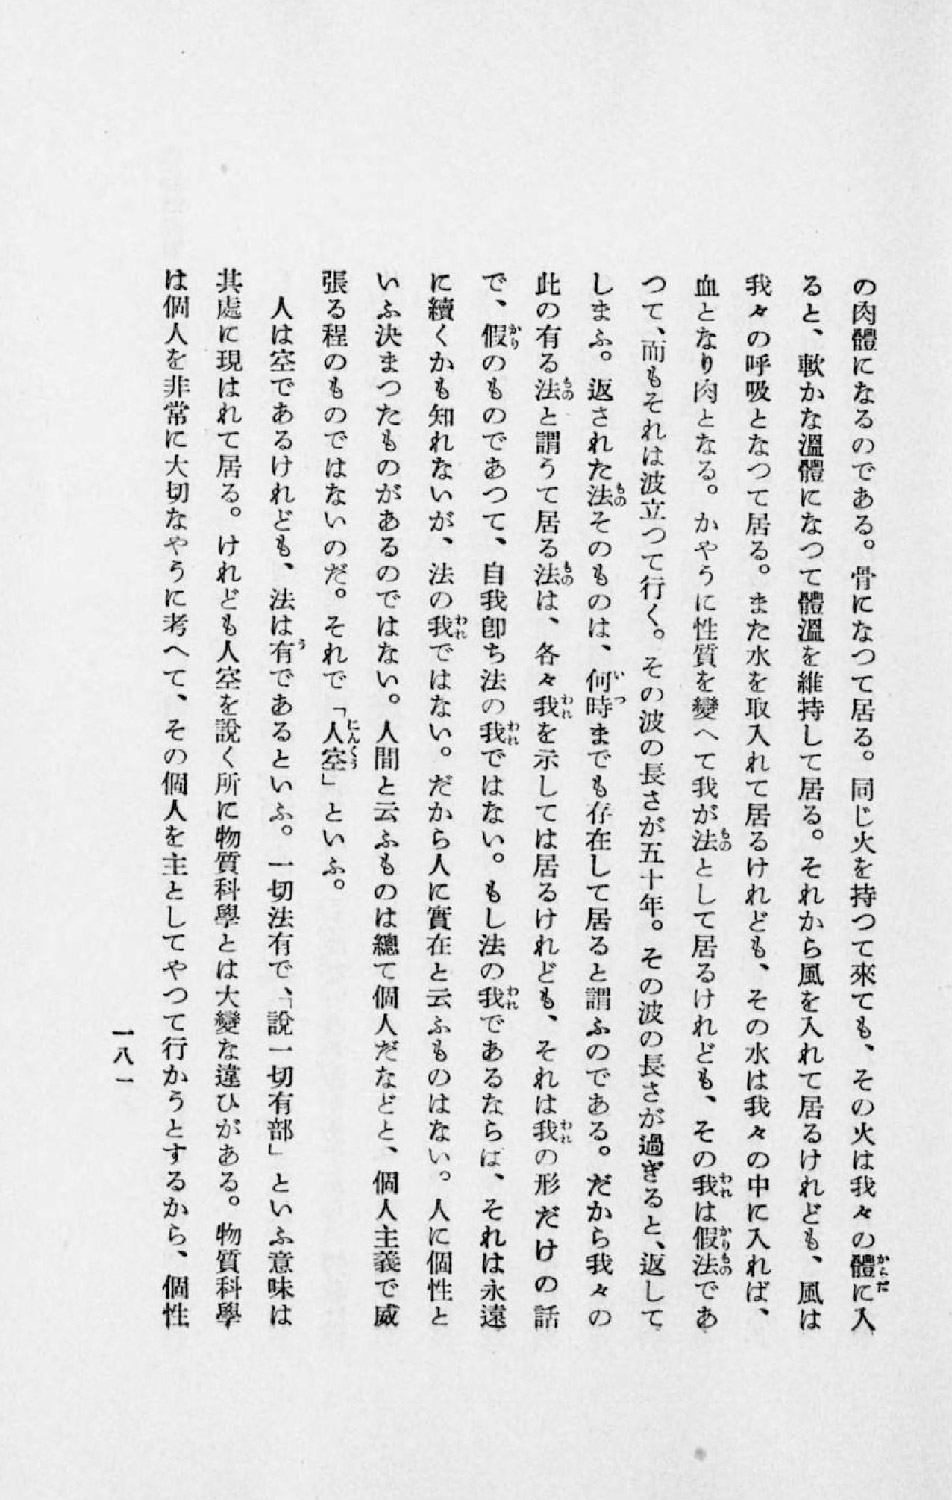 の肉體になるのである。骨になつて居る。同じ火を持つて來ても、その火は我々の體に入
ると、軟かな溫體になつて體溫を維持して居る。それから風を入れて居るけれども、風は
我々の呼吸となつて居る。また水を取入れて居るけれども、その水は我々の中に入れば、
血となり肉となる。かやうに性質を變へて我が法として居るけれども、その我は假法であ
つて、而もそれは波立つて行く。その波の長さが五十年。その波の長さが過ぎると、返して
しまふ。返された法そのものは、何時までも存在して居ると謂ふのである。だから我々の
此の有る法と謂うて居る法は、各々我を示しては居るけれども、それは我の形だけの話
で、假のものであつて、自我卽ち法の我ではない。もし法の我であるならば、それは永遠
に續くかも知れないが、法の我ではない。だから人に實在と云ふものはない。人に個性と
いふ決まつたものがあるのではない。人間と云ふものは總て個人だなどと、個人主義で威
張る程のものではないのだ。それで「人空」といふ。
人は空であるけれども、法は有であるといふ。一切法有で、「說一切有部」といふ意味は
其處に現はれて居る。けれども人空を說く所に物質科學とは大變な違ひがある。物質科學
は個人を非常に大切なやうに考へて、その個人を主としてやつて行かうとするから、個性
一八一